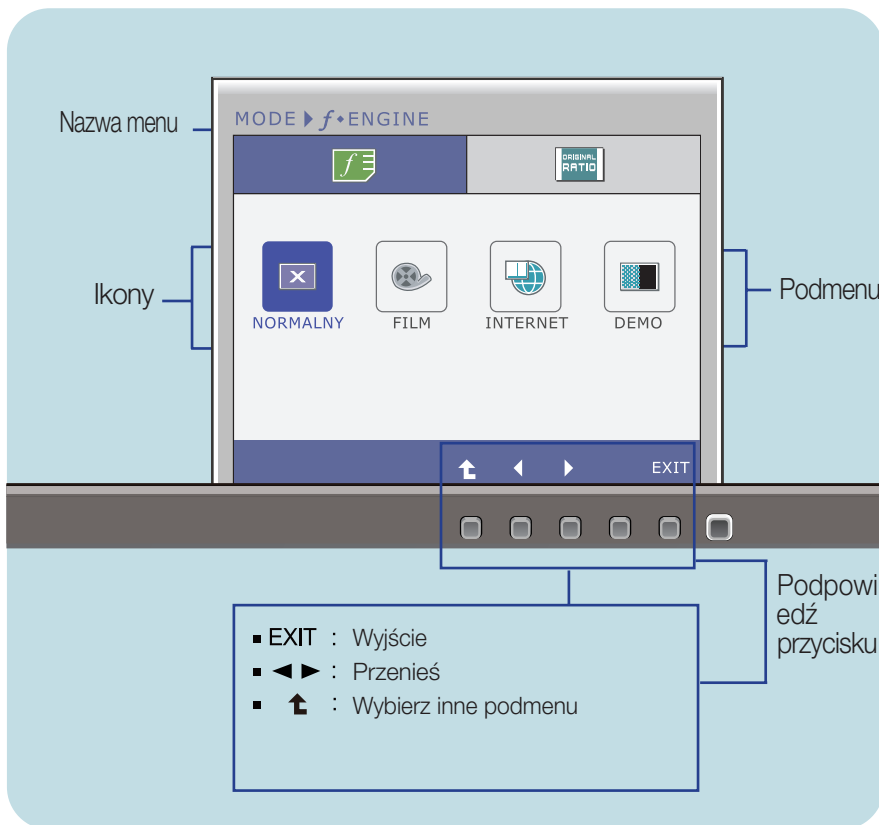 Nazwa menu
MODE ƒ ENGINE
ƒ
ORIGINAL
RATIO
Ikony
Podmenu
NORMALNY FILM INTERNET DEMO
EXIT
Podpowi
edź
przycisku
EXIT : Wyjście
◄ ► : Przenieś
: Wybierz inne podmenu